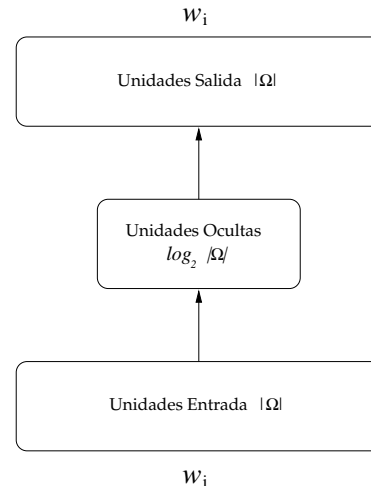 w_i
Unidades Salida |Ω|
Unidades Ocultas
log_2 |Ω|
Unidades Entrada |Ω|
w_i